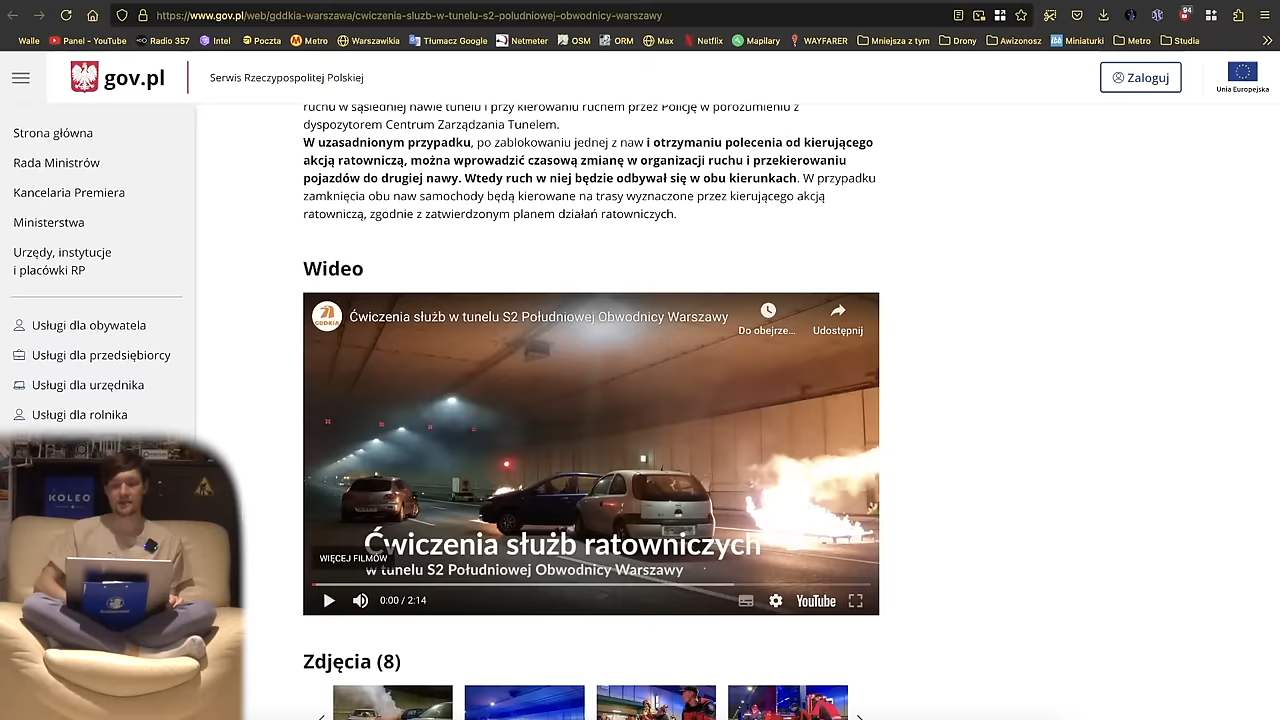 https://www.gov.pl/web/gddkia-warszawa/cwiczenia-sluzb-w-tunelu-s2-poludniowej-obwodnicy-warszawy
94
Walle Panel - YouTube Radio 357 Intel Poczta Metro Warszawikia Tłumacz Google Netmeter OSM ORM Max Netflix Mapilary WAYFARER Mniejsza z tym Drony Awizonosz Miniaturki Metro Studia
gov.pl
Serwis Rzeczypospolitej Polskiej
Zaloguj
Unia Europejska
Strona główna
Rada Ministrów
Kancelaria Premiera
Ministerstwa
Urzędy, instytucje
i placówki RP
Usługi dla obywatela
Usługi dla przedsiębiorcy
Usługi dla urzędnika
Usługi dla rolnika
ruchu w sąsiedniej nawie tunelu i przy kierowaniu ruchem przez Policję w porozumieniu z
dyspozytorem Centrum Zarządzania Tunelem.
W uzasadnionym przypadku, po zablokowaniu jednej z naw i otrzymaniu polecenia od kierującego
akcją ratowniczą, można wprowadzić czasową zmianę w organizacji ruchu i przekierowaniu
pojazdów do drugiej nawy. Wtedy ruch w niej będzie odbywał się w obu kierunkach. W przypadku
zamknięcia obu naw samochody będą kierowane na trasy wyznaczone przez kierującego akcją
ratowniczą, zgodnie z zatwierdzonym planem działań ratowniczych.
Wideo
GDDKIA
Ćwiczenia służb w tunelu S2 Południowej Obwodnicy Warszawy
Do obejrze...
Udostępnij
Ćwiczenia służb ratowniczych
WIĘCEJ FILMÓW
w tunelu S2 Południowej Obwodnicy Warszawy
0:00 / 2:14
YouTube
Zdjęcia (8)
KOLEO